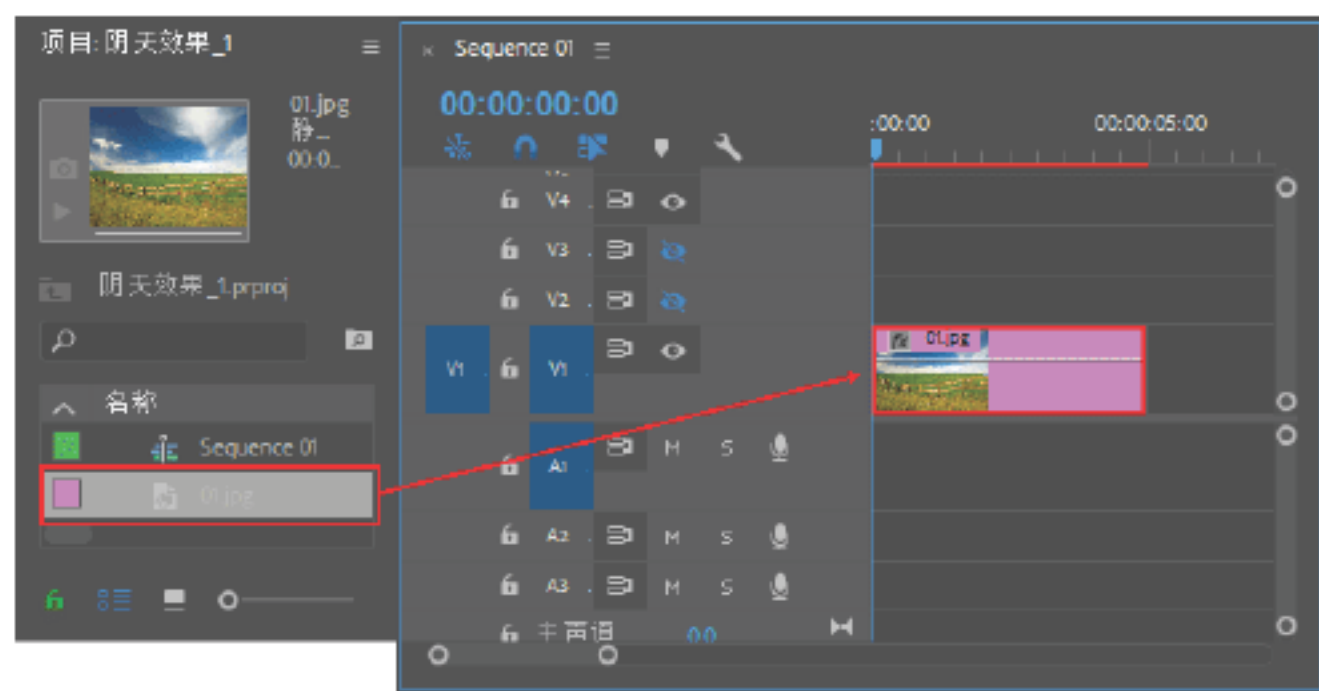 项目:阴天效果_1
01.jpg
静...
00:0...
阴天效果_1.prproj
名称
Sequence 01
01.jpg
× Sequence 01
00:00:00:00
:00:00
00:00:05:00
V4
V3
V2
V1 V1
01.jpg
fx
A1 M S
A2 M S
A3 M S
0.0